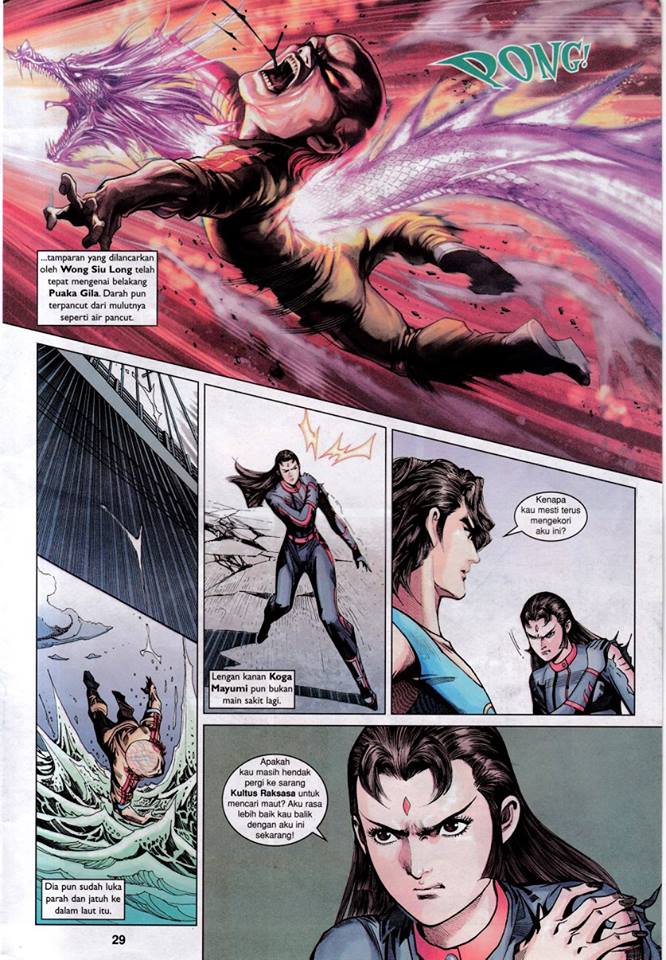 PONG!
...tamparan yang dilancarkan
oleh Wong Siu Long telah
tepat mengenai belakang
Puaka Gila. Darah pun
terpancut dari mulutnya
seperti air pancut.
Lengan kanan Koga
Mayumi pun bukan
main sakit lagi.
Kenapa
kau mesti terus
mengekori
aku ini?
Dia pun sudah luka
parah dan jatuh ke
dalam laut itu.
Apakah
kau masih hendak
pergi ke sarang
Kultus Raksasa untuk
mencari maut? Aku rasa
lebih baik kau balik
dengan aku ini
sekarang!
29